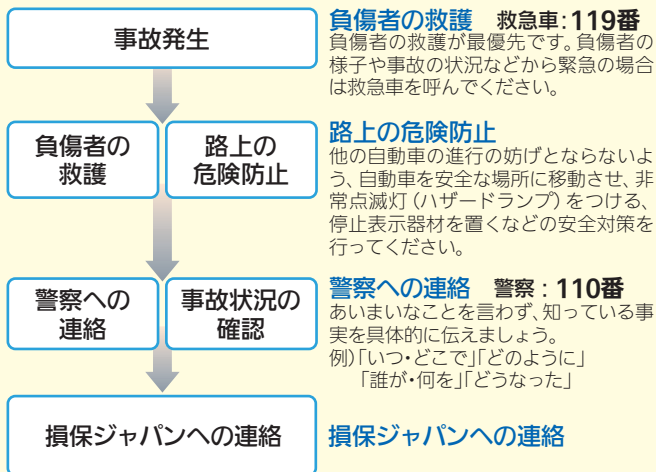 事故発生
負傷者の
救護
路上の
危険防止
警察への
連絡
事故状況の
確認
損保ジャパンへの連絡
負傷者の救護 救急車：119番
負傷者の救護が最優先です。負傷者の
様子や事故の状況などから緊急の場合
は救急車を呼んでください。
路上の危険防止
他の自動車の進行の妨げとならないよ
う、自動車を安全な場所に移動させ、非
常点滅灯（ハザードランプ）をつける、
停止表示器材を置くなどの安全対策を
行ってください。
警察への連絡 警察：110番
あいまいなことを言わず、知っている事
実を具体的に伝えましょう。
例）「いつ・どこで」「どのように」
「誰が・何を」「どうなった」
損保ジャパンへの連絡